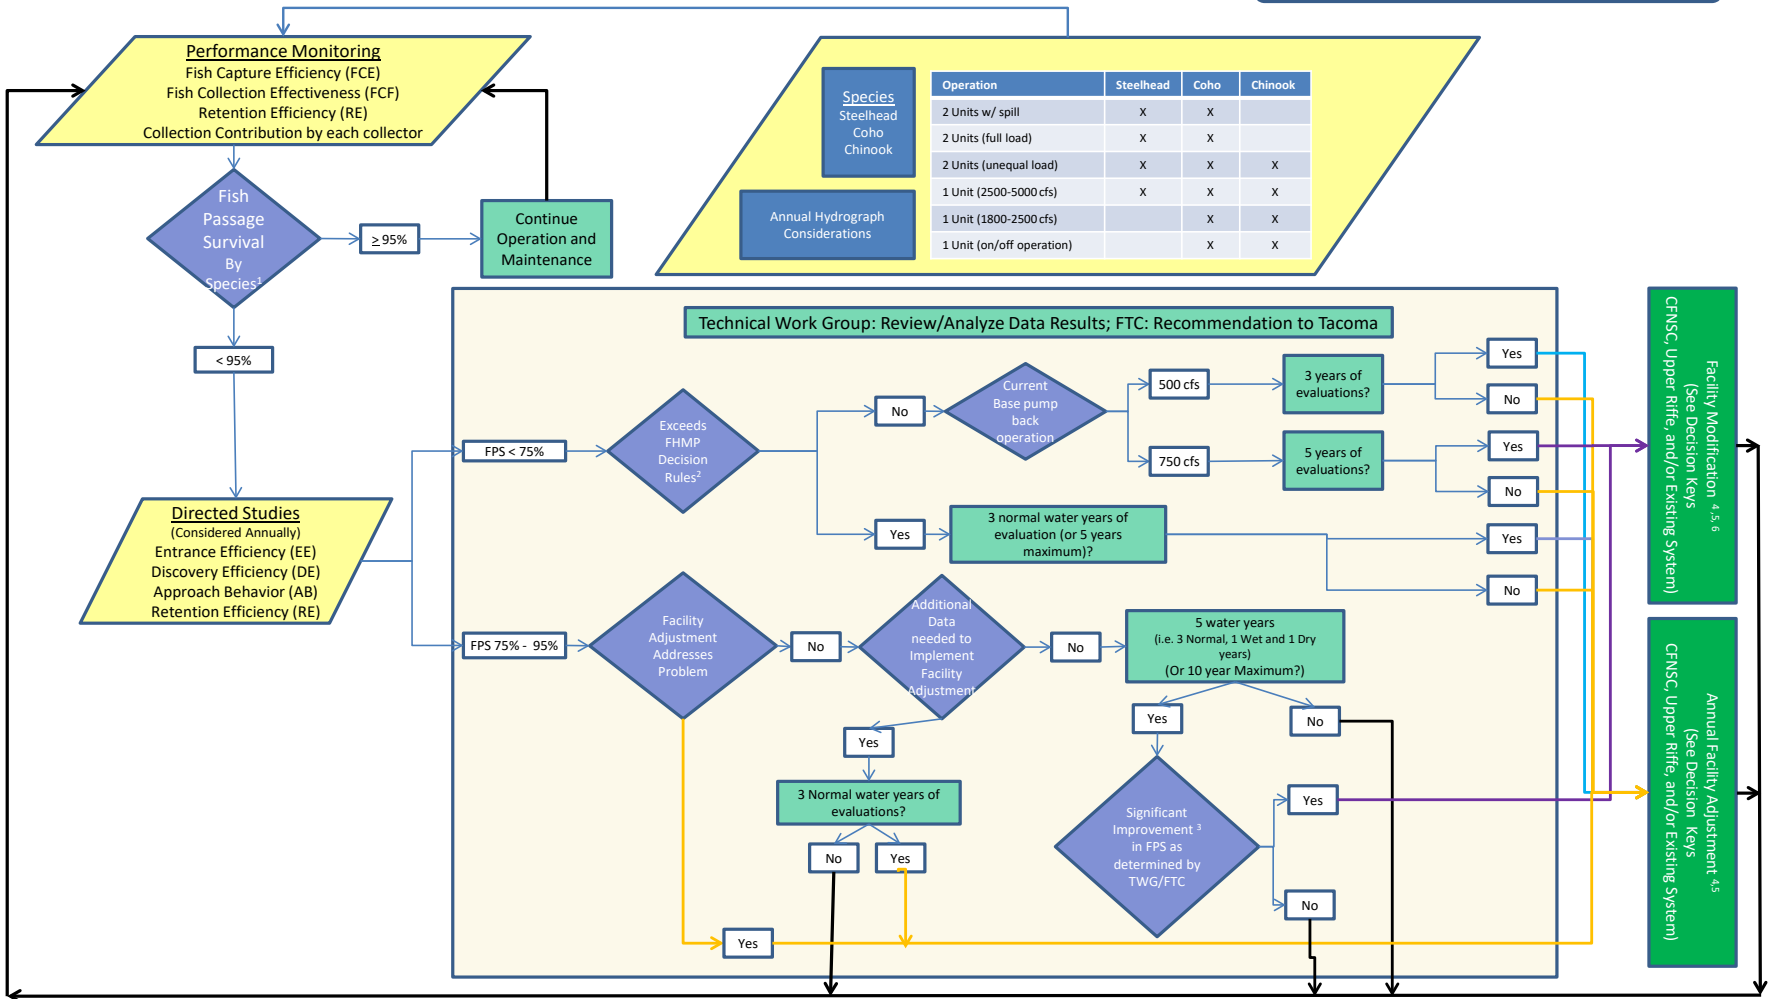 Performance Monitoring
Fish Capture Efficiency (FCE)
Fish Collection Effectiveness (FCF)
Retention Efficiency (RE)
Collection Contribution by each collector
Species
Steelhead
Coho
Chinook
Annual Hydrograph
Considerations
Operation Steelhead Coho Chinook
2 Units w/ spill X X
2 Units (full load) X X
2 Units (unequal load) X X X
1 Unit (2500-5000 cfs) X X X
1 Unit (1800-2500 cfs) X X
1 Unit (on/off operation) X X
Fish
Passage
Survival
By
Species1
≥ 95%
Continue
Operation and
Maintenance
< 95%
Directed Studies
(Considered Annually)
Entrance Efficiency (EE)
Discovery Efficiency (DE)
Approach Behavior (AB)
Retention Efficiency (RE)
Technical Work Group: Review/Analyze Data Results; FTC: Recommendation to Tacoma
FPS < 75%
Exceeds
FHMP
Decision
Rules2
No
Current
Base pump
back
operation
500 cfs
3 years of
evaluations?
Yes
No
750 cfs
5 years of
evaluations?
Yes
No
Yes
3 normal water years of
evaluation (or 5 years
maximum)?
Yes
No
FPS 75% - 95%
Facility
Adjustment
Addresses
Problem
No
Additional
Data
needed to
Implement
Facility
Adjustment
No
5 water years
(i.e. 3 Normal, 1 Wet and 1 Dry
years)
(Or 10 year Maximum?)
Yes
No
Yes
3 Normal water years of
evaluations?
No
Yes
Significant
Improvement 3
in FPS as
determined by
TWG/FTC
Yes
No
Yes
Facility Modification 4,5, 6
(See Decision Keys
CFNSC, Upper Riffe, and/or Existing System)
Annual Facility Adjustment 4,5
(See Decision Keys
CFNSC, Upper Riffe, and/or Existing System)